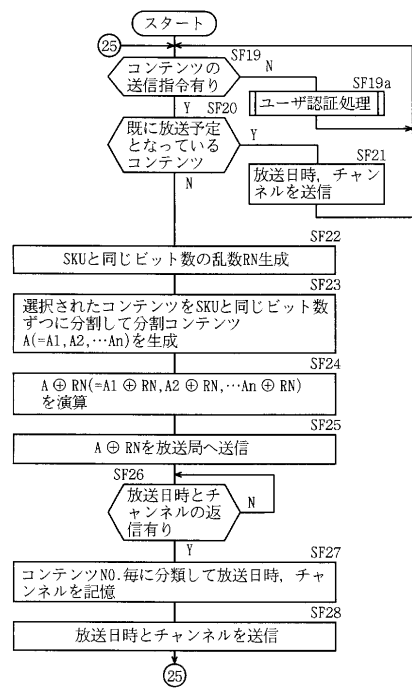 スタート
25
SF19
コンテンツの
送信指令有り
N
SF19a
ユーザ認証処理
Y
SF20
既に放送予定
となっている
コンテンツ
Y
SF21
放送日時，チャン
ネルを送信
N
SF22
SKUと同じビット数の乱数RN生成
SF23
選択されたコンテンツをSKUと同じビット数
ずつに分割して分割コンテンツ
A(=A1,A2,…An)を生成
SF24
A ⊕ RN(=A1 ⊕ RN,A2 ⊕ RN,…An ⊕ RN)
を演算
SF25
A ⊕ RNを放送局へ送信
SF26
放送日時とチ
ャンネルの返
信有り
N
Y
SF27
コンテンツNO.毎に分類して放送日時，チャ
ンネルを記憶
SF28
放送日時とチャンネルを送信
25